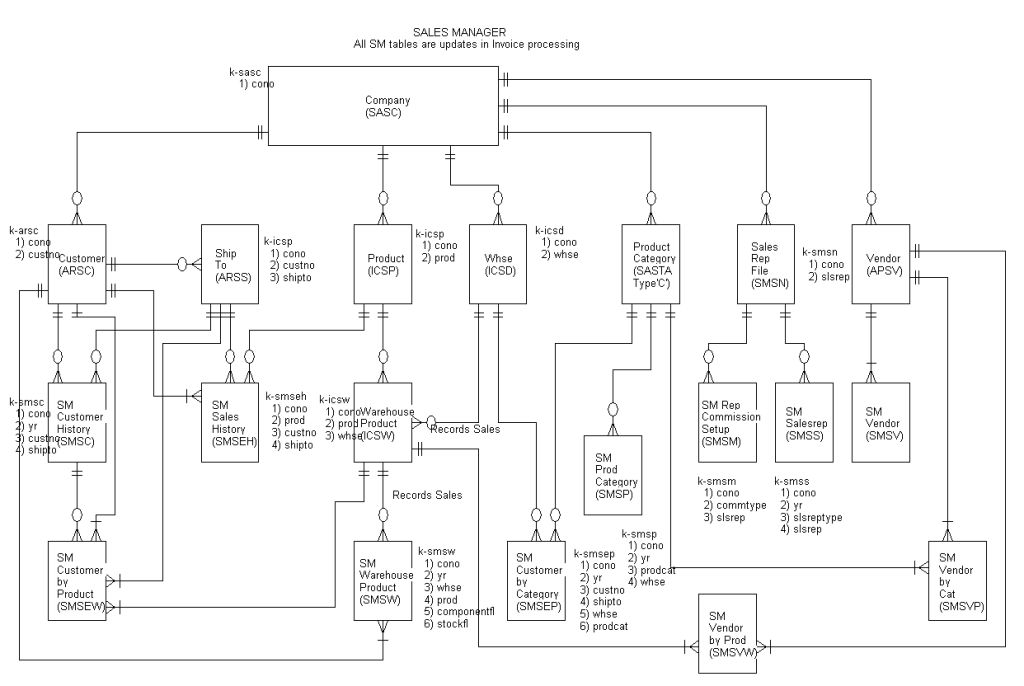 SALES MANAGER
All SM tables are updates in Invoice processing
k-sasc
1) cono
Company
(SASC)
k-arsc
1) cono
2) custno
Customer
(ARSC)
Ship
To
(ARSS)
k-icsp
1) cono
2) custno
3) shipto
Product
(ICSP)
k-icsp
1) cono
2) prod
Whse
(ICSD)
k-icsd
1) cono
2) whse
Product
Category
(SASTA
Type'C')
Sales
Rep
File
(SMSN)
k-smsn
1) cono
2) slsrep
Vendor
(APSV)
k-smsc
1) cono
2) yr
3) custno
4) shipto
SM
Customer
History
(SMSC)
SM
Sales
History
(SMSEH)
k-smseh
1) cono
2) prod
3) custno
4) shipto
k-icsw
1) cono
2) prod
3) whse
Warehouse
Product
(ICSW)
Records Sales
SM
Prod
Category
(SMSP)
SM Rep
Commission
Setup
(SMSM)
SM
Salesrep
(SMSS)
SM
Vendor
(SMSV)
k-smsm
1) cono
2) commtype
3) slsrep
k-smss
1) cono
2) yr
3) slsreptype
4) slsrep
Records Sales
SM
Customer
by
Product
(SMSEW)
SM
Warehouse
Product
(SMSW)
k-smsw
1) cono
2) yr
3) whse
4) prod
5) componentfl
6) stockfl
SM
Customer
by
Category
(SMSEP)
k-smsep
1) cono
2) yr
3) custno
4) shipto
5) whse
6) prodcat
k-smsp
1) cono
2) yr
3) prodcat
4) whse
SM
Vendor
by
Cat
(SMSVP)
SM
Vendor
by Prod
(SMSVW)